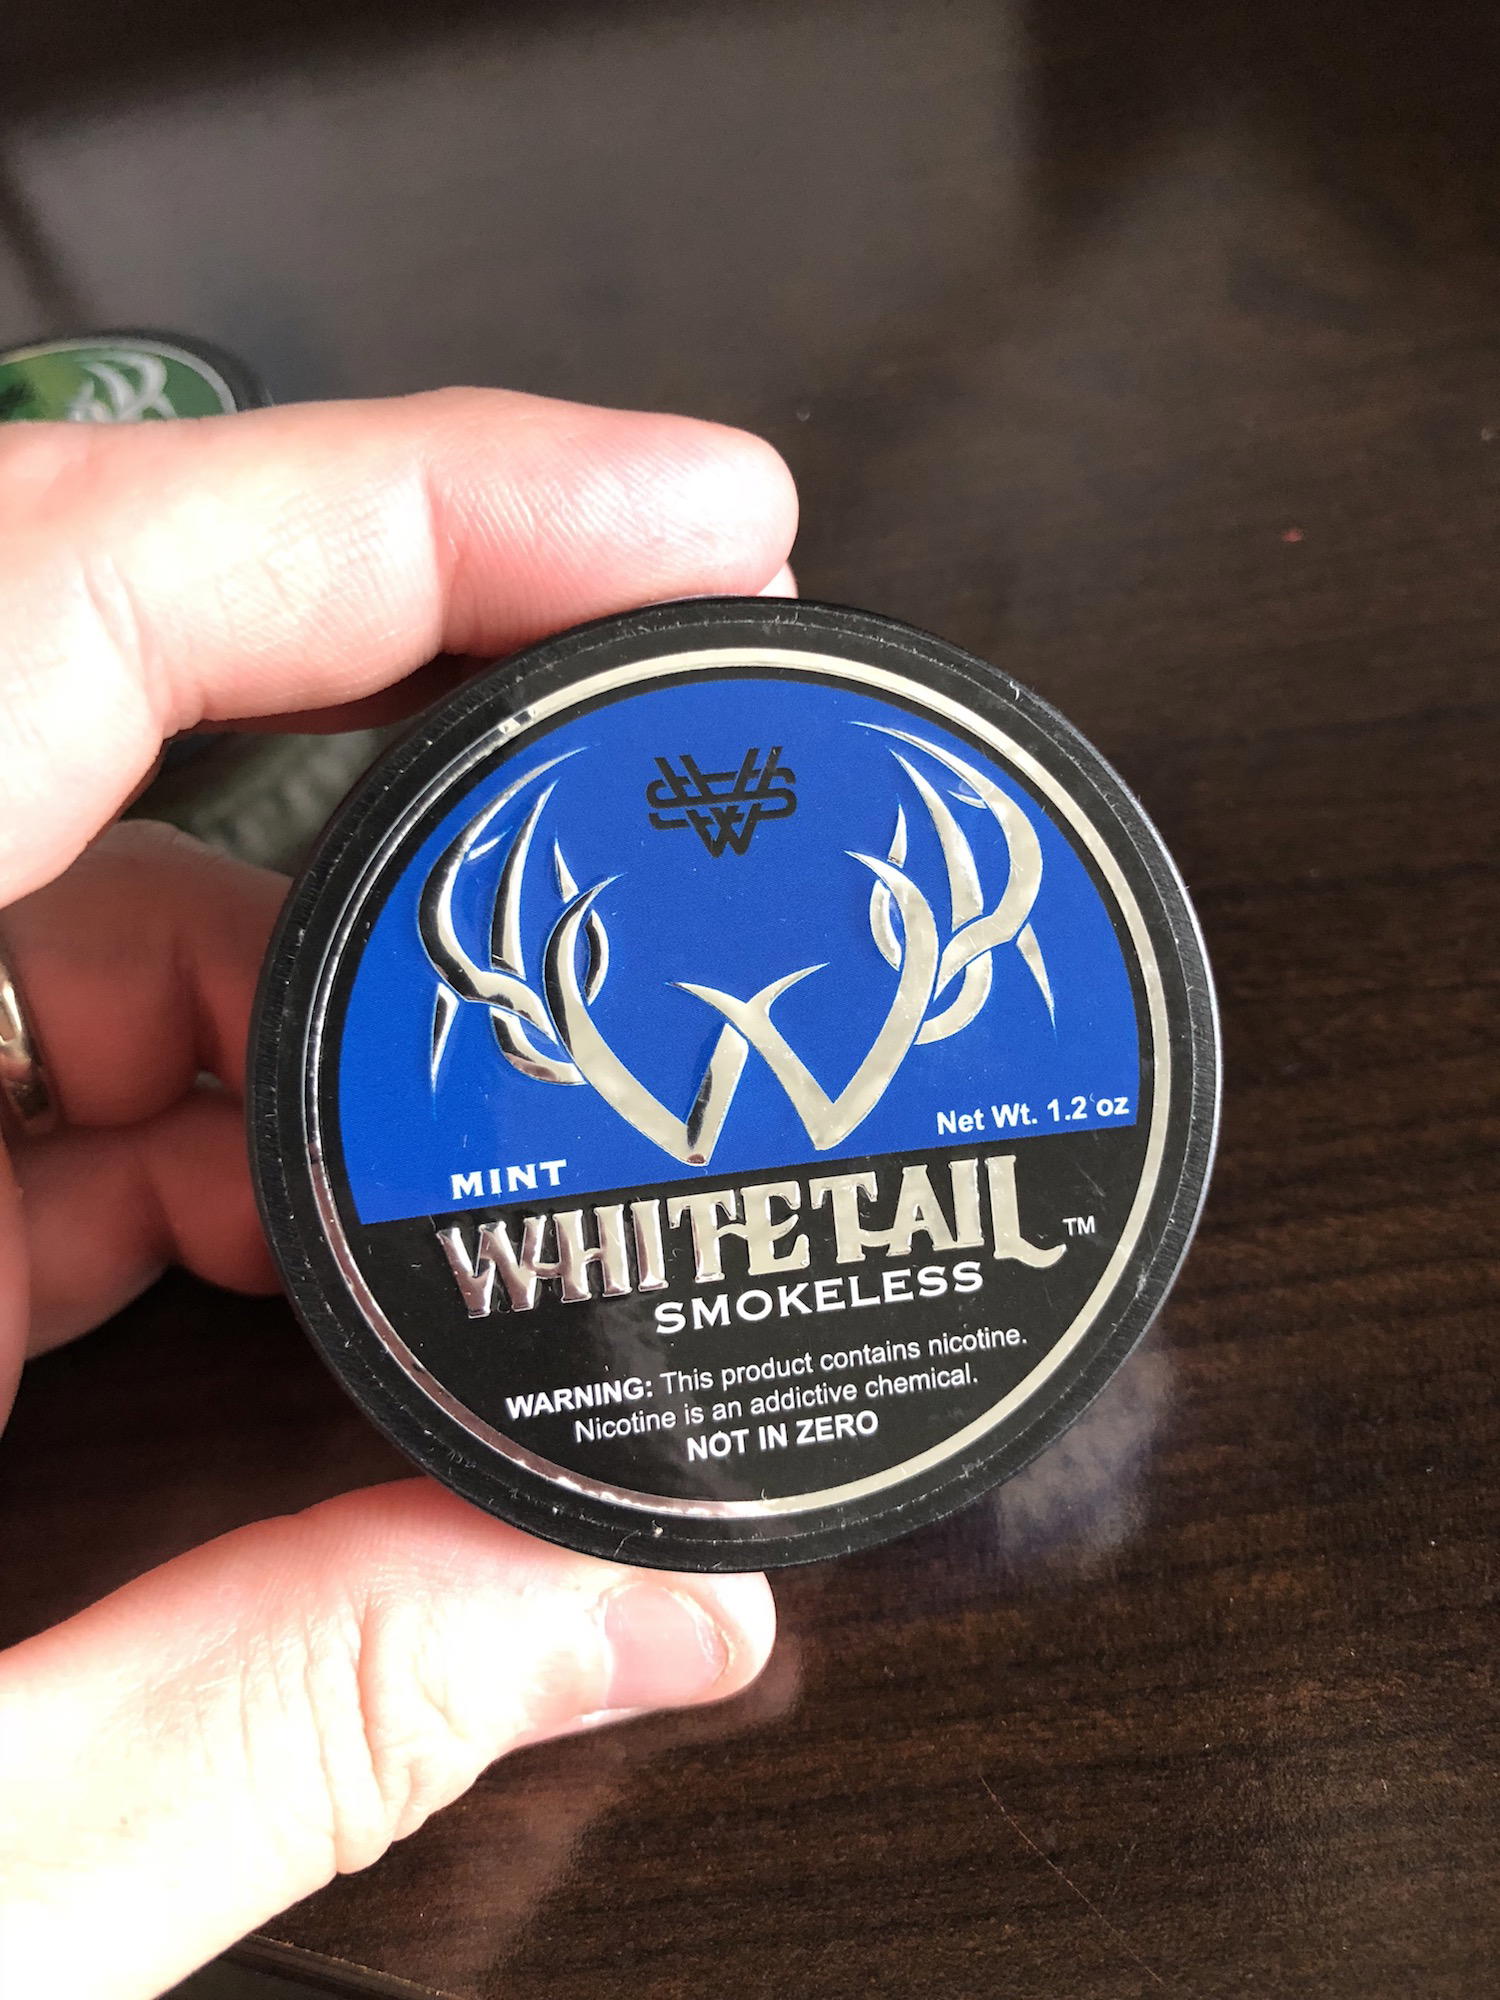 WS
W
Net Wt. 1.2 oz
MINT
WHITETAIL™
SMOKELESS
WARNING: This product contains nicotine.
Nicotine is an addictive chemical.
NOT IN ZERO